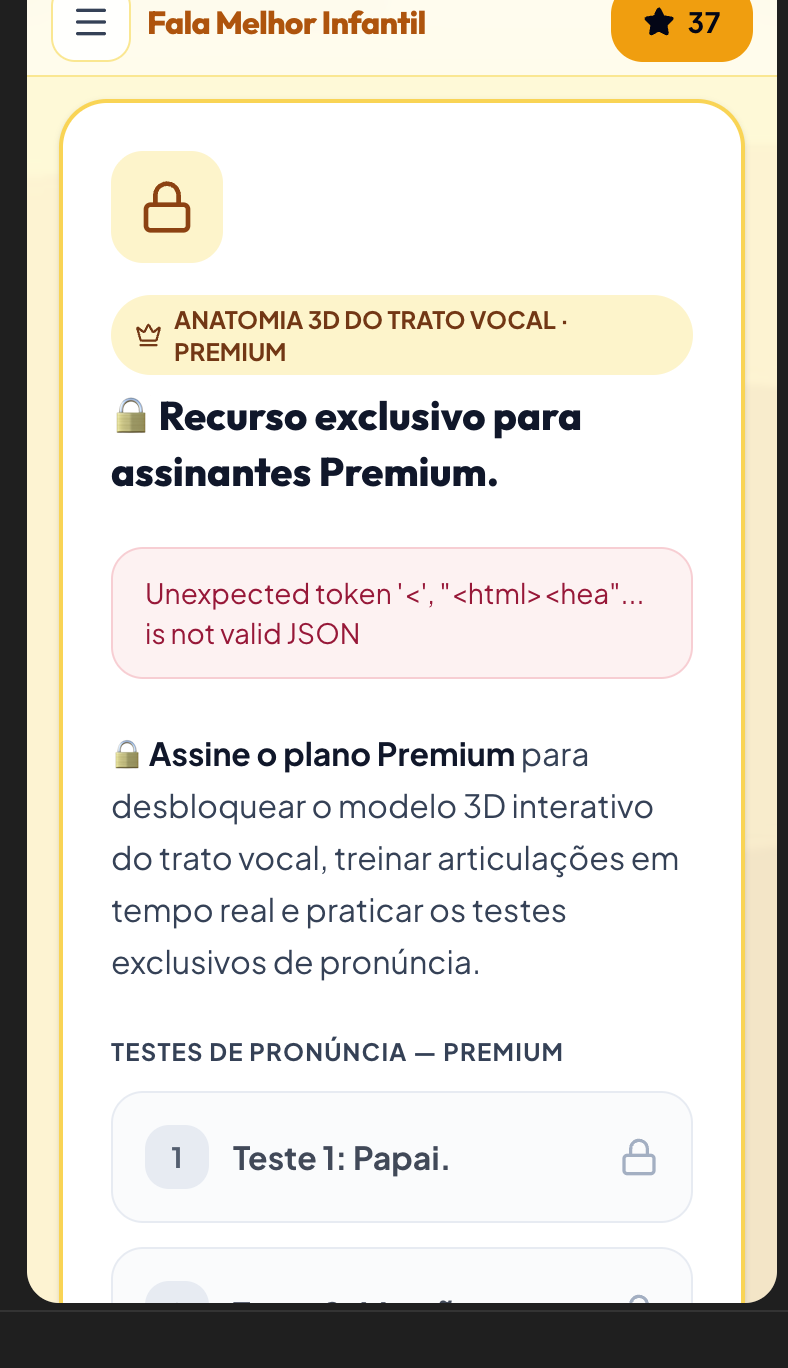 Fala Melhor Infantil
37
ANATOMIA 3D DO TRATO VOCAL ·
PREMIUM
Recurso exclusivo para
assinantes Premium.
Unexpected token '<', "<html><hea"...
is not valid JSON
Assine o plano Premium para
desbloquear o modelo 3D interativo
do trato vocal, treinar articulações em
tempo real e praticar os testes
exclusivos de pronúncia.
TESTES DE PRONÚNCIA — PREMIUM
1
Teste 1: Papai.